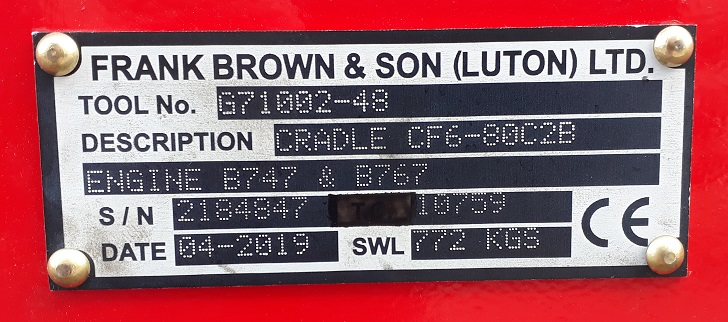 FRANK BROWN & SON (LUTON) LTD.
TOOL No. G71002-48
DESCRIPTION CRADLE CF6-80C2B
ENGINE B747 & B767
S/N 2184847 10759
DATE 04-2019 SWL 772 KGS CE